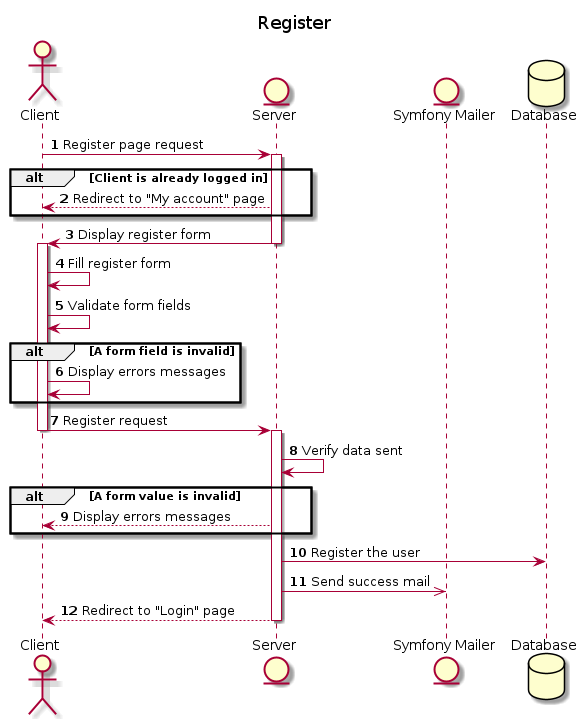 Register
Client
Server
Symfony Mailer
Database
1 Register page request
alt [Client is already logged in]
2 Redirect to "My account" page
3 Display register form
4 Fill register form
5 Validate form fields
alt [A form field is invalid]
6 Display errors messages
7 Register request
8 Verify data sent
alt [A form value is invalid]
9 Display errors messages
10 Register the user
11 Send success mail
12 Redirect to "Login" page
Client
Server
Symfony Mailer
Database